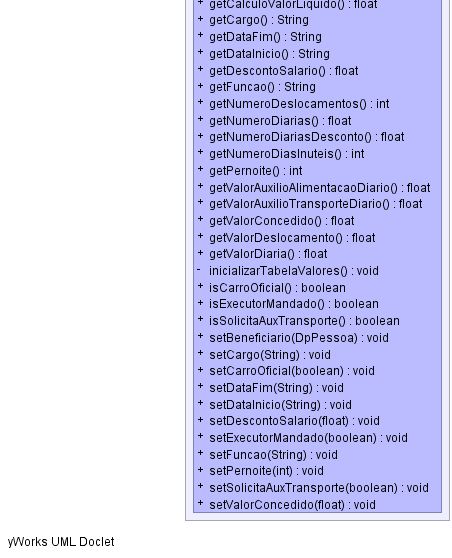 + getCalculoValorLiquido() : float
+ getCargo() : String
+ getDataFim() : String
+ getDataInicio() : String
+ getDescontoSalario() : float
+ getFuncao() : String
+ getNumeroDeslocamentos() : int
+ getNumeroDiarias() : float
+ getNumeroDiariasDesconto() : float
+ getNumeroDiasInuteis() : int
+ getPernoite() : int
+ getValorAuxilioAlimentacaoDiario() : float
+ getValorAuxilioTransporteDiario() : float
+ getValorConcedido() : float
+ getValorDeslocamento() : float
+ getValorDiaria() : float
- inicializarTabelaValores() : void
+ isCarroOficial() : boolean
+ isExecutorMandado() : boolean
+ isSolicitaAuxTransporte() : boolean
+ setBeneficiario(DpPessoa) : void
+ setCargo(String) : void
+ setCarroOficial(boolean) : void
+ setDataFim(String) : void
+ setDataInicio(String) : void
+ setDescontoSalario(float) : void
+ setExecutorMandado(boolean) : void
+ setFuncao(String) : void
+ setPernoite(int) : void
+ setSolicitaAuxTransporte(boolean) : void
+ setValorConcedido(float) : void
yWorks UML Doclet